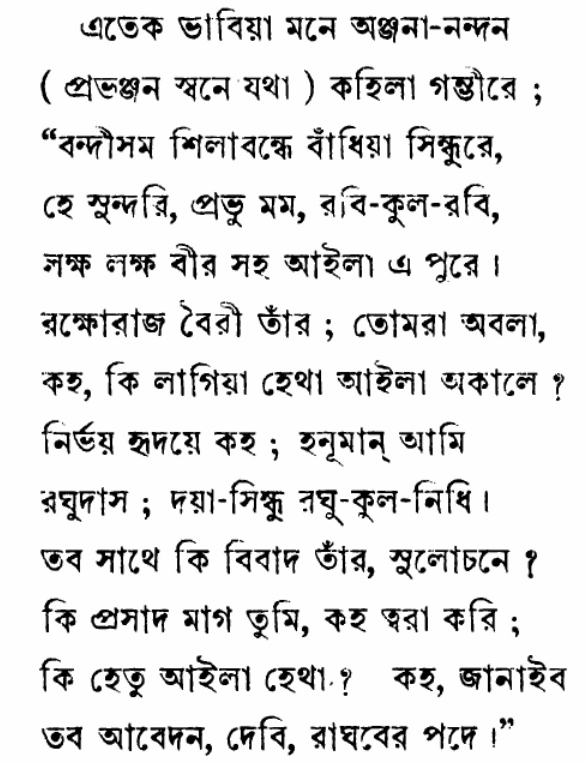 এতেক ভাবিয়া মনে অঞ্জনা-নন্দন
( প্রভঞ্জন স্বনে যথা ) কহিলা গম্ভীরে ;
“বন্দীসম শিলাবন্ধে বাঁধিয়া সিন্ধুরে,
হে সুন্দরি, প্রভু মম, রবি-কুল-রবি,
লক্ষ লক্ষ বীর সহ আইলা এ পুরে ।
রক্ষোরাজ বৈরী তাঁর ; তোমরা অবলা,
কহ, কি লাগিয়া হেথা আইলা অকালে ?
নির্ভয় হৃদয়ে কহ ; হনূমান্ আমি
রঘুদাস ; দয়া-সিন্ধু রঘু-কুল-নিধি ।
তব সাথে কি বিবাদ তাঁর, সুলোচনে ?
কি প্রসাদ মাগ তুমি, কহ ত্বরা করি ;
কি হেতু আইলা হেথা ? কহ, জানাইব
তব আবেদন, দেবি, রাঘবের পদে ।”